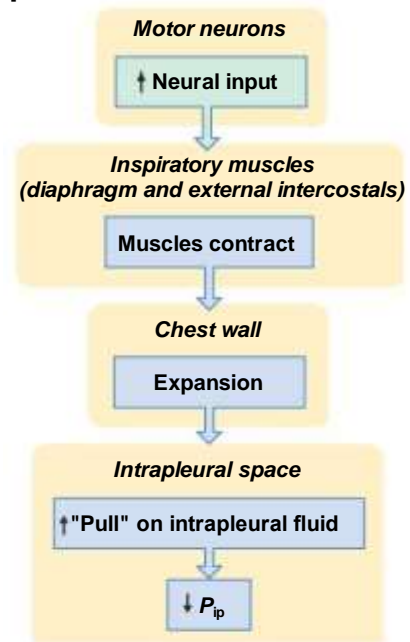 Motor neurons
↑ Neural input
Inspiratory muscles
(diaphragm and external intercostals)
Muscles contract
Chest wall
Expansion
Intrapleural space
↑"Pull" on intrapleural fluid
↓ Pip